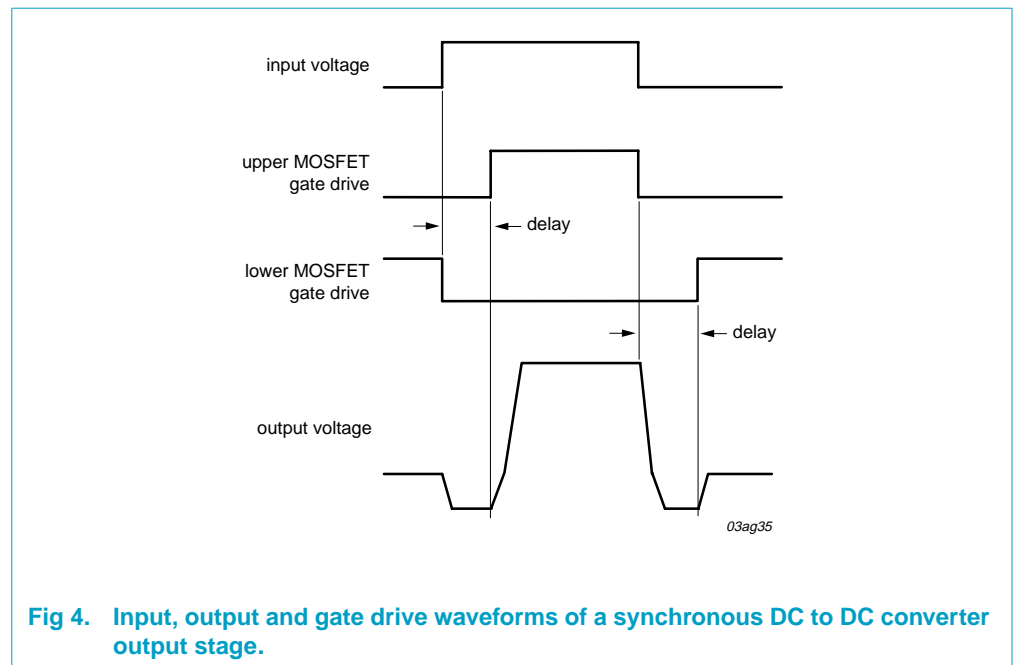 input voltage
upper MOSFET
gate drive
delay
lower MOSFET
gate drive
delay
output voltage
03ag35
Fig 4. Input, output and gate drive waveforms of a synchronous DC to DC converter
output stage.